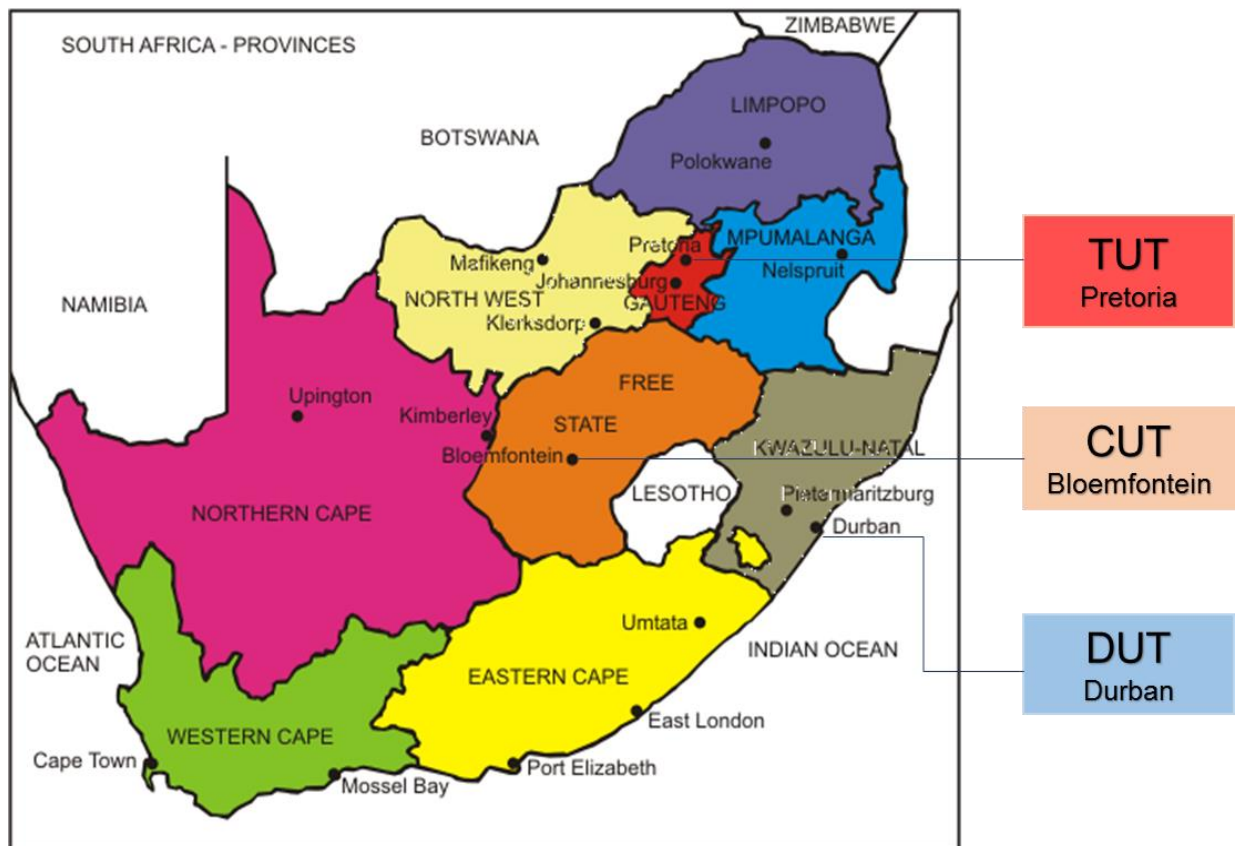 SOUTH AFRICA - PROVINCES
ZIMBABWE
LIMPOPO
BOTSWANA
Polokwane
Pretoria
MPUMALANGA
Mafikeng
Johannesburg
Nelspruit
NAMIBIA
NORTH WEST
GAUTENG
Klerksdorp
FREE
STATE
Upington
Kimberley
Bloemfontein
KWAZULU-NATAL
LESOTHO
Pietermaritzburg
NORTHERN CAPE
Durban
Umtata
ATLANTIC
OCEAN
INDIAN OCEAN
EASTERN CAPE
East London
WESTERN CAPE
Cape Town
Port Elizabeth
Mossel Bay
TUT
Pretoria
CUT
Bloemfontein
DUT
Durban